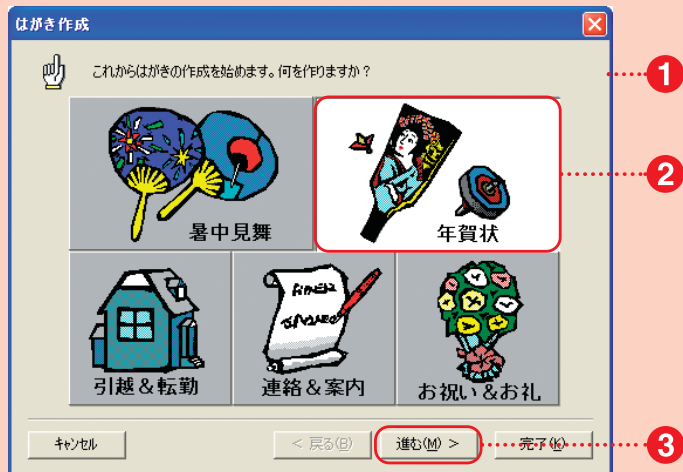 はがき作成
これからはがきの作成を始めます。何を作りますか?
1
暑中見舞
年賀状
2
引越&転勤
連絡&案内
お祝い&お礼
キャンセル
< 戻る(B)
進む(M) >
完了(K)
3